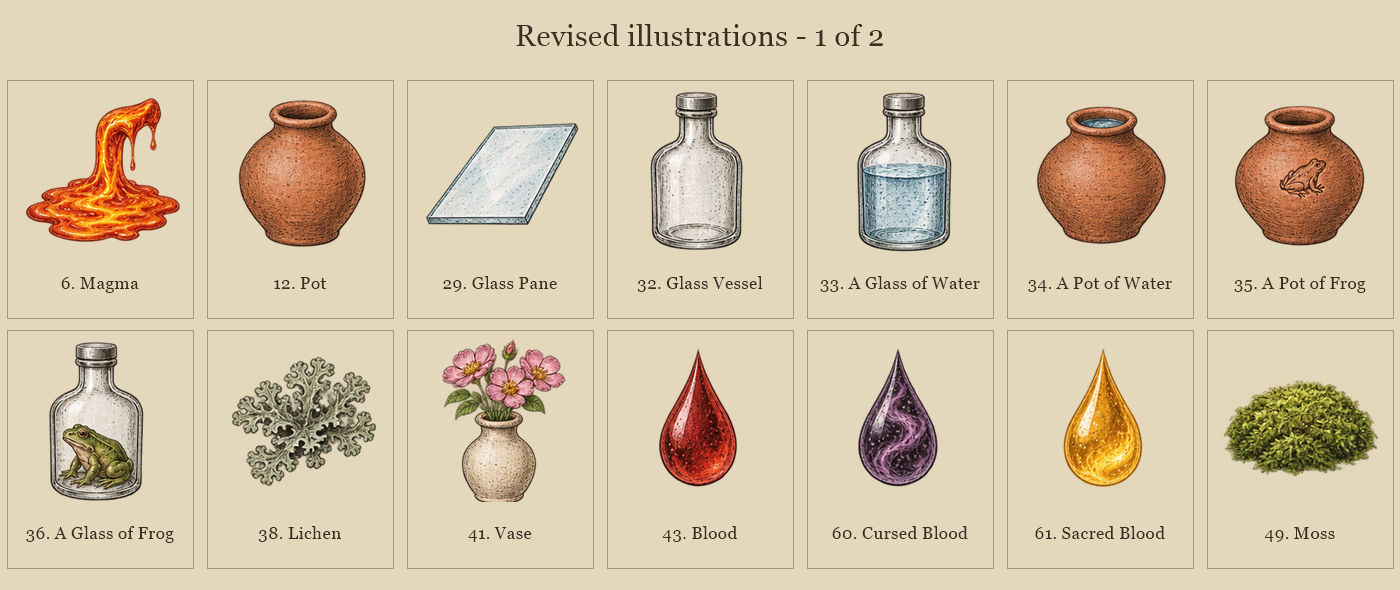 Revised illustrations - 1 of 2
6. Magma
12. Pot
29. Glass Pane
32. Glass Vessel
33. A Glass of Water
34. A Pot of Water
35. A Pot of Frog
36. A Glass of Frog
38. Lichen
41. Vase
43. Blood
60. Cursed Blood
61. Sacred Blood
49. Moss